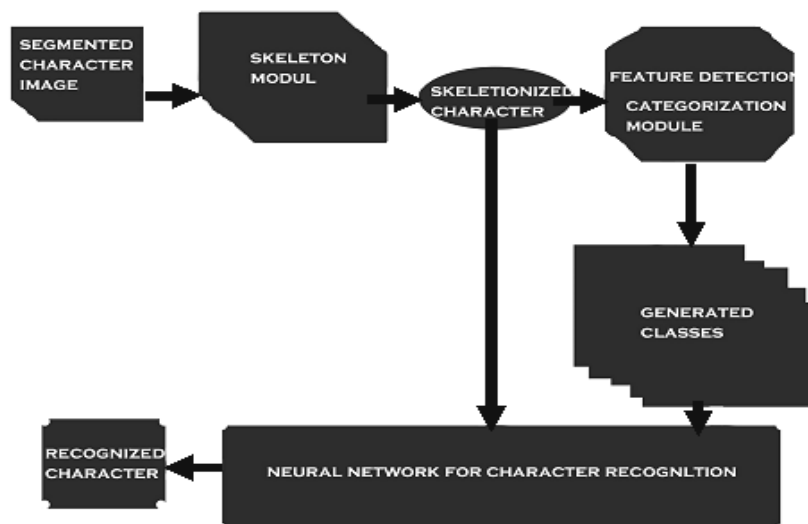 SEGMENTED
CHARACTER
IMAGE
SKELETON
MODUL
SKELETIONIZED
CHARACTER
FEATURE DETECTION
CATEGORIZATION
MODULE
GENERATED
CLASSES
RECOGNIZED
CHARACTER
NEURAL NETWORK FOR CHARACTER RECOGNLTION